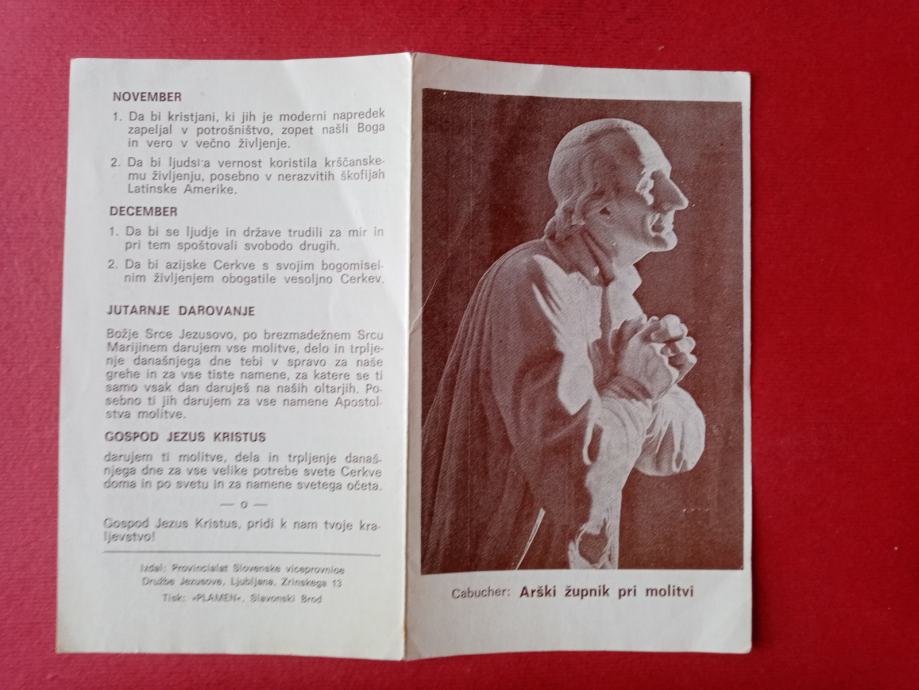 NOVEMBER
1. Da bi kristjani, ki jih je moderni napredek
zapeljal v potrošništvo, zopet našli Boga
in vero v večno življenje.
2. Da bi ljudska vernost koristila krščanske-
mu življenju, posebno v nerazvitih škofijah
Latinske Amerike.
DECEMBER
1. Da bi se ljudje in države trudili za mir in
pri tem spoštovali svobodo drugih.
2. Da bi azijske Cerkve s svojim bogomisel-
nim življenjem obogatile vesoljno Cerkev.
JUTARNJE DAROVANJE
Božje Srce Jezusovo, po brezmadežnem Srcu
Marijinem darujem vse molitve, delo in trplje-
nje današnjega dne tebi v spravo za naše
grehe in za vse tiste namene, za katere se ti
samo vsak dan daruješ na naših oltarjih. Po-
sebno ti jih darujem za vse namene Apostol-
stva molitve.
GOSPOD JEZUS KRISTUS
darujem ti molitve, dela in trpljenje današ-
njega dne za vse velike potrebe svete Cerkve
doma in po svetu in za namene svetega očeta.
— o —
Gospod Jezus Kristus, pridi k nam tvoje kra-
ljevstvo!
Izdal: Provincialat Slovenske viceprovnice
Družbe Jezusove, Ljubljana, Zrinskega 13
Tisk: »PLAMEN«, Slavonski Brod
Cabucher: Arški župnik pri molitvi